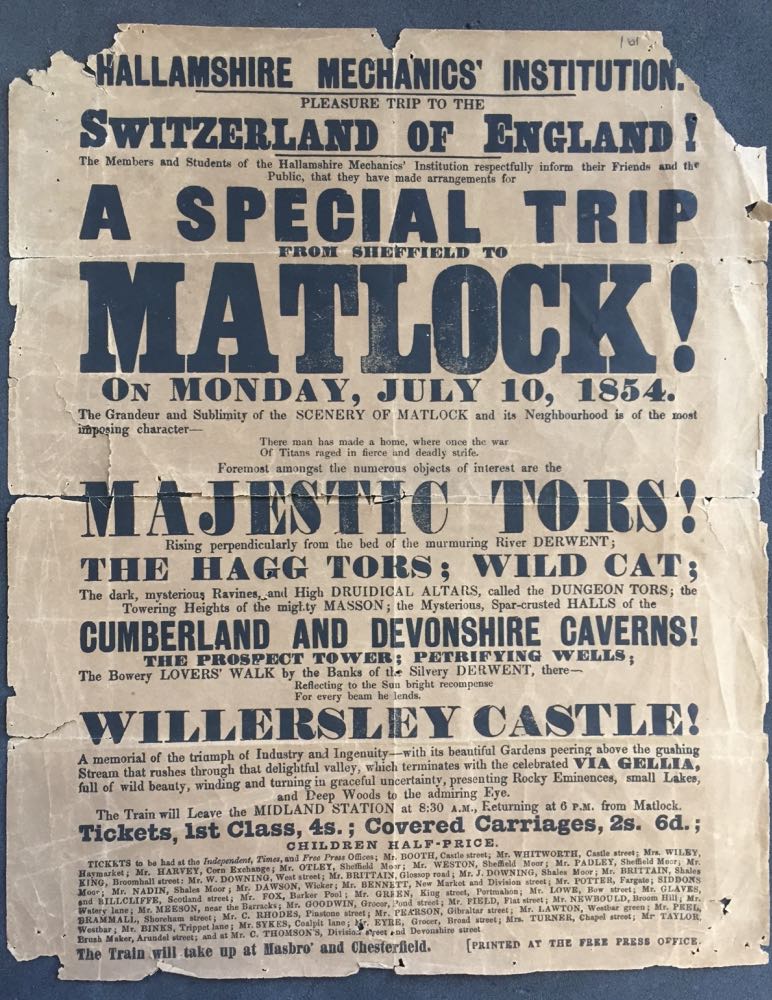 HALLAMSHIRE MECHANICS' INSTITUTION.
PLEASURE TRIP TO THE
SWITZERLAND OF ENGLAND!
The Members and Students of the Hallamshire Mechanics' Institution respectfully inform their Friends and the
Public, that they have made arrangements for
A SPECIAL TRIP
FROM SHEFFIELD TO
MATLOCK!
ON MONDAY, JULY 10, 1854.
The Grandeur and Sublimity of the SCENERY OF MATLOCK and its Neighbourhood is of the most
imposing character—
There man has made a home, where once the war
Of Titans raged in fierce and deadly strife.
Foremost amongst the numerous objects of interest are the
MAJESTIC TORS!
Rising perpendicularly from the bed of the murmuring River DERWENT;
THE HAGG TORS; WILD CAT;
The dark, mysterious Ravines, and High DRUIDICAL ALTARS, called the DUNGEON TORS; the
Towering Heights of the mighty MASSON; the Mysterious, Spar-crusted HALLS of the
CUMBERLAND AND DEVONSHIRE CAVERNS!
THE PROSPECT TOWER; PETRIFYING WELLS;
The Bowery LOVERS' WALK by the Banks of the Silvery DERWENT, there—
Reflecting to the Sun bright recompense
For every beam he lends.
WILLERSLEY CASTLE!
A memorial of the triumph of Industry and Ingenuity—with its beautiful Gardens peering above the gushing
Stream that rushes through that delightful valley, which terminates with the celebrated VIA GELLIA,
full of wild beauty, winding and turning in graceful uncertainty, presenting Rocky Eminences, small Lakes,
and Deep Woods to the admiring Eye.
The Train will Leave the MIDLAND STATION at 8:30 A.M., Returning at 6 P.M. from Matlock.
Tickets, 1st Class, 4s.; Covered Carriages, 2s. 6d.;
CHILDREN HALF-PRICE.
TICKETS to be had at the Independent, Times, and Free Press Offices; Mr. BOOTH, Castle street; Mr. WHITWORTH, Castle street; Mrs. WILEY,
Haymarket; Mr. HARVEY, Corn Exchange; Mr. OTLEY, Sheffield Moor; Mr. WESTON, Sheffield Moor; Mr. PADLEY, Sheffield Moor; Mr.
KING, Broomhall street; Mr. W. DOWNING, West street; Mr. BRITTAIN, Glossop road; Mr. J. DOWNING, Shales Moor; Mr. BRITTAIN, Shales
Moor; Mr. NADIN, Shales Moor; Mr. DAWSON, Wicker; Mr. BENNETT, New Market and Division street; Mr. POTTER, Fargate; SIDDONS
and BILLCLIFFE, Scotland street; Mr. FOX, Barker Pool; Mr. GREEN, King street, Portmahon; Mr. LOWE, Bow street; Mr. GLAVES,
Watery lane; Mr. MEESON, near the Barracks; Mr. GOODWIN, Grocer, Pond street; Mr. FIELD, Flat street; Mr. NEWBOULD, Broom Hill; Mr.
BRAMALL, Shoreham street; Mr. C. RHODES, Pinstone street; Mr. PEARSON, Gibraltar street; Mr. LAWTON, Westbar green; Mr. PEEL,
Westbar; Mr. BINKS, Trippet lane; Mr. SYKES, Coalpit lane; Mr. EYRE, Grocer, Broad street; Mrs. TURNER, Chapel street; Mr TAYLOR,
Brush Maker, Arundel street; and at Mr. C. THOMSON'S, Division street and Devonshire street
The Train will take up at Masbro' and Chesterfield.
[PRINTED AT THE FREE PRESS OFFICE.